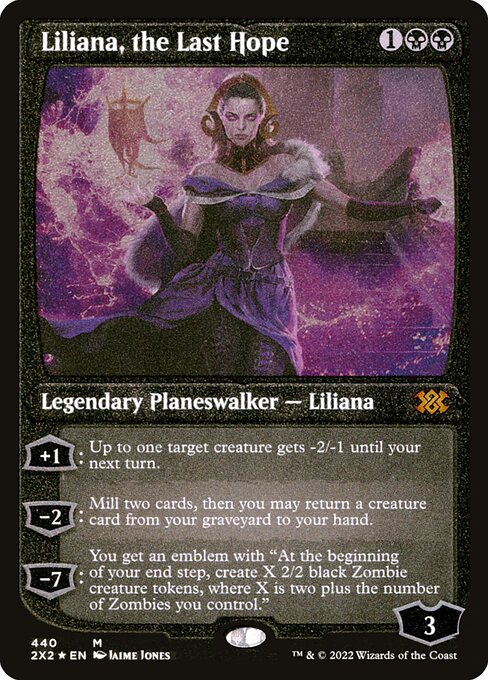 Liliana, the Last Hope 1
Legendary Planeswalker — Liliana
+1 : Up to one target creature gets -2/-1 until your
next turn.
−2 : Mill two cards, then you may return a creature
card from your graveyard to your hand.
−7 : You get an emblem with “At the beginning
of your end step, create X 2/2 black Zombie
creature tokens, where X is two plus the number
of Zombies you control.”
3
440 M
2X2 ★ EN Jaime Jones
™ & © 2022 Wizards of the Coast